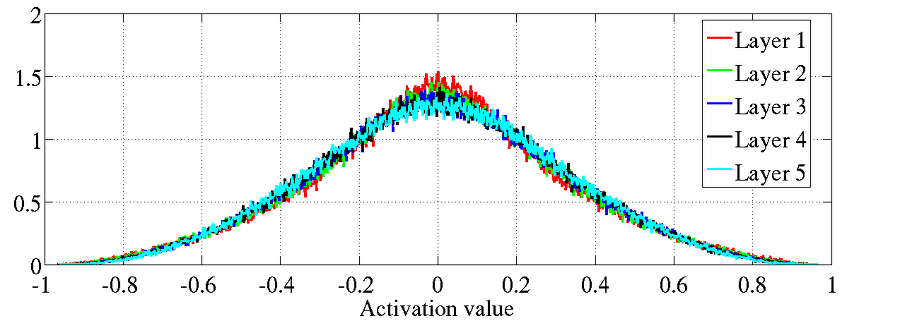 2
1.5
1
0.5
0
-1 -0.8 -0.6 -0.4 -0.2 0 0.2 0.4 0.6 0.8 1
Activation value
Layer 1
Layer 2
Layer 3
Layer 4
Layer 5